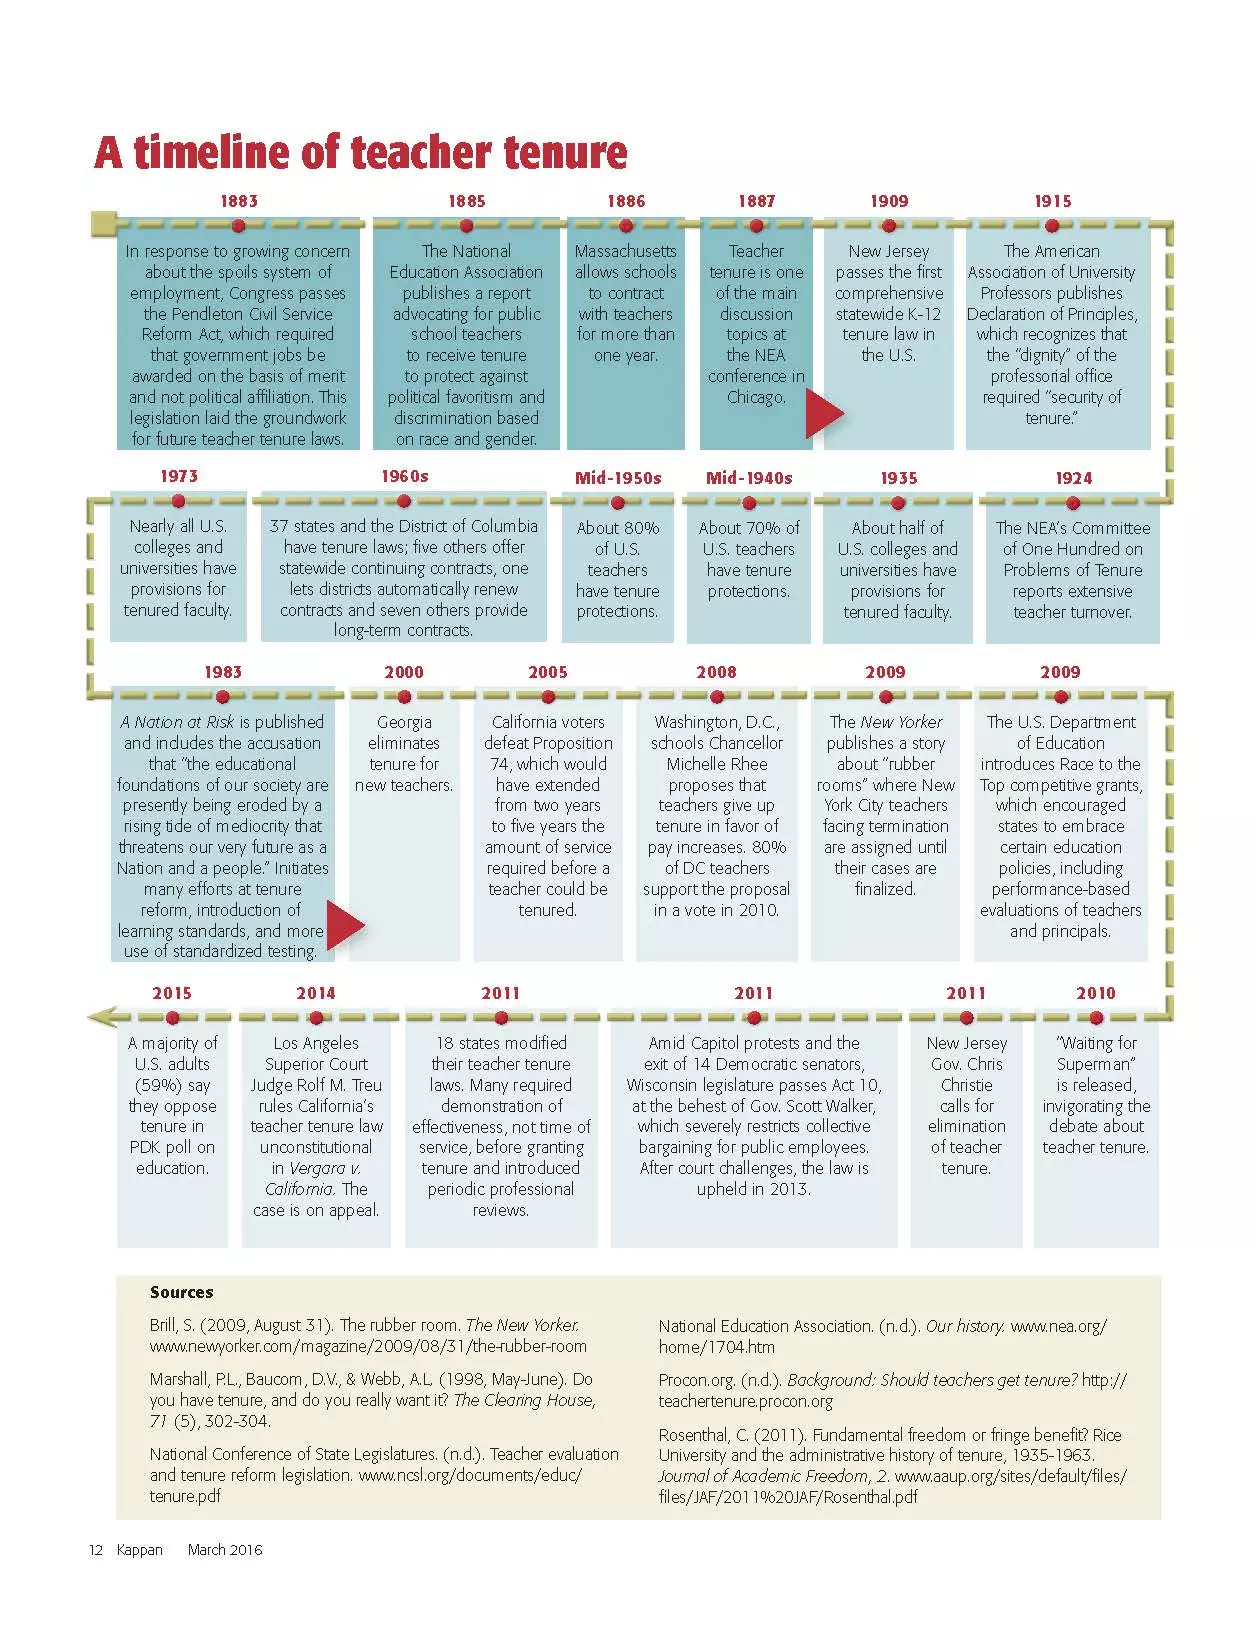 A timeline of teacher tenure
1883
In response to growing concern
about the spoils system of
employment, Congress passes
the Pendleton Civil Service
Reform Act, which required
that government jobs be
awarded on the basis of merit
and not political affiliation. This
legislation laid the groundwork
for future teacher tenure laws.
1885
The National
Education Association
publishes a report
advocating for public
school teachers
to receive tenure
to protect against
political favoritism and
discrimination based
on race and gender.
1886
Massachusetts
allows schools
to contract
with teachers
for more than
one year.
1887
Teacher
tenure is one
of the main
discussion
topics at
the NEA
conference in
Chicago.
1909
New Jersey
passes the first
comprehensive
statewide K-12
tenure law in
the U.S.
1915
The American
Association of University
Professors publishes
Declaration of Principles,
which recognizes that
the “dignity” of the
professorial office
required “security of
tenure.”
1924
The NEA’s Committee
of One Hundred on
Problems of Tenure
reports extensive
teacher turnover.
1935
About half of
U.S. colleges and
universities have
provisions for
tenured faculty.
Mid-1940s
About 70% of
U.S. teachers
have tenure
protections.
Mid-1950s
About 80%
of U.S.
teachers
have tenure
protections.
1960s
37 states and the District of Columbia
have tenure laws; five others offer
statewide continuing contracts, one
lets districts automatically renew
contracts and seven others provide
long-term contracts.
1973
Nearly all U.S.
colleges and
universities have
provisions for
tenured faculty.
1983
A Nation at Risk is published
and includes the accusation
that “the educational
foundations of our society are
presently being eroded by a
rising tide of mediocrity that
threatens our very future as a
Nation and a people.” Initiates
many efforts at tenure
reform, introduction of
learning standards, and more
use of standardized testing.
2000
Georgia
eliminates
tenure for
new teachers.
2005
California voters
defeat Proposition
74, which would
have extended
from two years
to five years the
amount of service
required before a
teacher could be
tenured.
2008
Washington, D.C.,
schools Chancellor
Michelle Rhee
proposes that
teachers give up
tenure in favor of
pay increases. 80%
of DC teachers
support the proposal
in a vote in 2010.
2009
The New Yorker
publishes a story
about “rubber
rooms” where New
York City teachers
facing termination
are assigned until
their cases are
finalized.
2009
The U.S. Department
of Education
introduces Race to the
Top competitive grants,
which encouraged
states to embrace
certain education
policies, including
performance-based
evaluations of teachers
and principals.
2010
“Waiting for
Superman”
is released,
invigorating the
debate about
teacher tenure.
2011
New Jersey
Gov. Chris
Christie
calls for
elimination
of teacher
tenure.
2011
Amid Capitol protests and the
exit of 14 Democratic senators,
Wisconsin legislature passes Act 10,
at the behest of Gov. Scott Walker,
which severely restricts collective
bargaining for public employees.
After court challenges, the law is
upheld in 2013.
2011
18 states modified
their teacher tenure
laws. Many required
demonstration of
effectiveness, not time of
service, before granting
tenure and introduced
periodic professional
reviews.
2014
Los Angeles
Superior Court
Judge Rolf M. Treu
rules California’s
teacher tenure law
unconstitutional
in Vergara v.
California. The
case is on appeal.
2015
A majority of
U.S. adults
(59%) say
they oppose
tenure in
PDK poll on
education.
Sources
Brill, S. (2009, August 31). The rubber room. The New Yorker.
www.newyorker.com/magazine/2009/08/31/the-rubber-room
Marshall, P.L., Baucom, D.V., & Webb, A.L. (1998, May-June). Do
you have tenure, and do you really want it? The Clearing House,
71 (5), 302-304.
National Conference of State Legislatures. (n.d.). Teacher evaluation
and tenure reform legislation. www.ncsl.org/documents/educ/
tenure.pdf
National Education Association. (n.d.). Our history. www.nea.org/
home/1704.htm
Procon.org. (n.d.). Background: Should teachers get tenure? http://
teachertenure.procon.org
Rosenthal, C. (2011). Fundamental freedom or fringe benefit? Rice
University and the administrative history of tenure, 1935-1963.
Journal of Academic Freedom, 2. www.aaup.org/sites/default/files/
files/JAF/2011%20JAF/Rosenthal.pdf
12 Kappan March 2016